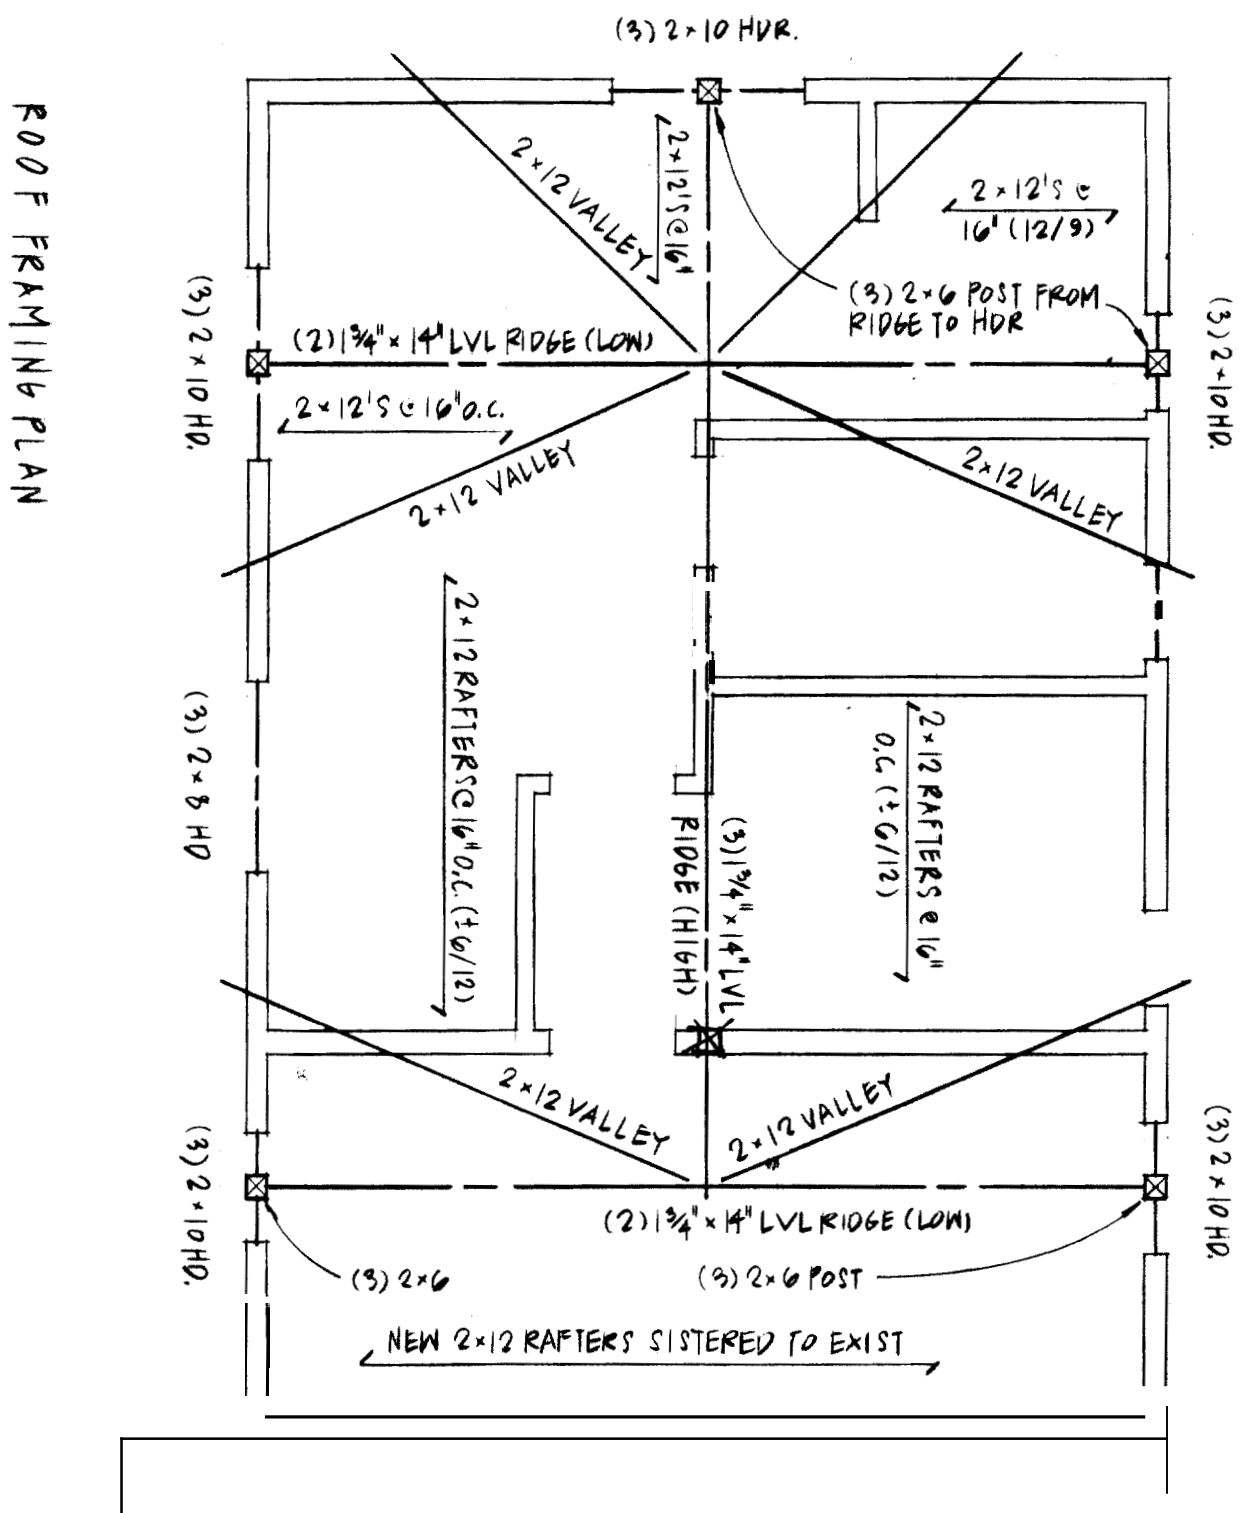 (3) 2×10 HDR.
ROOF FRAMING PLAN
2×12 VALLEY
2×12'S @ 16"
2×12'S @
16" (12/9)
(3) 2×6 POST FROM
RIDGE TO HDR
(3) 2×10 HD.
(2) 1¾" × 14" LVL RIDGE (LOW)
(3) 2×10 HD.
2×12'S @ 16" O.C.
2×12 VALLEY
2×12 VALLEY
2×12 RAFTERS @ 16" O.C. (± 6/12)
2×12 RAFTERS @ 16"
O.C. (± 6/12)
(3) 2×8 HD
(3) 1¾" × 14" LVL
RIDGE (HIGH)
2×12 VALLEY
2×12 VALLEY
(3) 2×10 HD.
(3) 2×10 HD.
(2) 1¾" × 14" LVL RIDGE (LOW)
(3) 2×6
(3) 2×6 POST
NEW 2×12 RAFTERS SISTERED TO EXIST